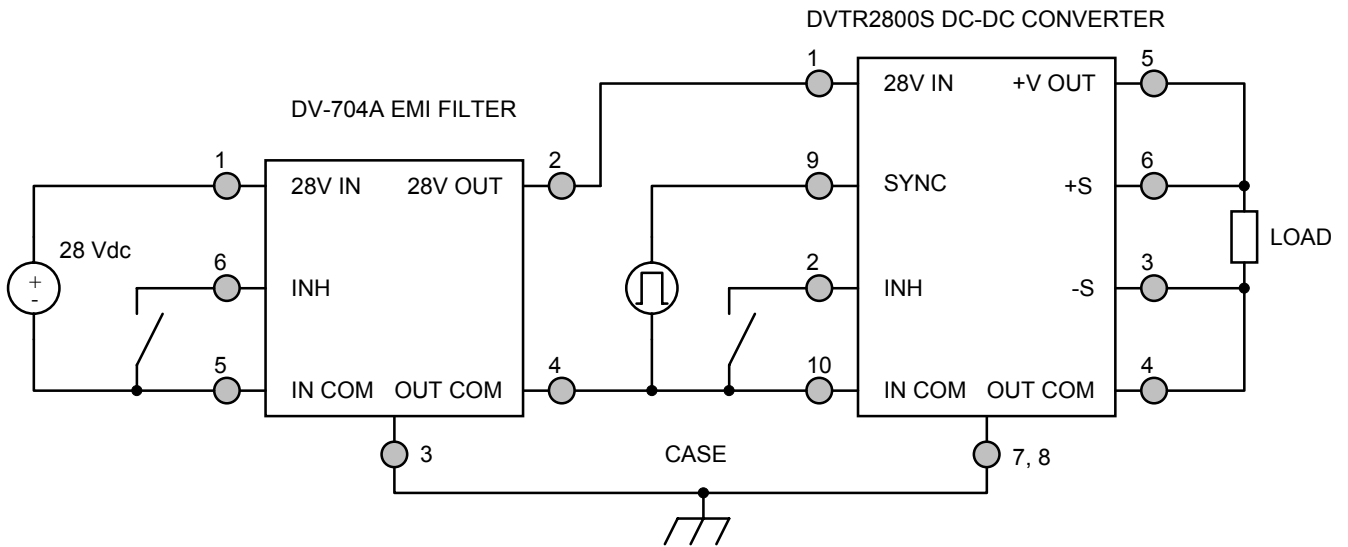 DVTR2800S DC-DC CONVERTER
1
5
28V IN
+V OUT
DV-704A EMI FILTER
1
2
9
6
28V IN
28V OUT
SYNC
+S
28 Vdc
LOAD
+
-
6
2
3
INH
INH
-S
5
4
10
4
IN COM
OUT COM
IN COM
OUT COM
3
CASE
7, 8